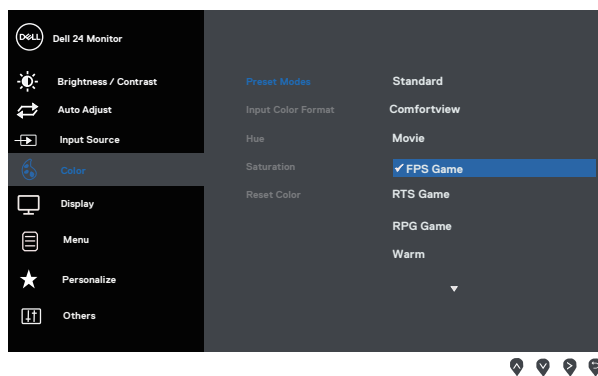 DELL Dell 24 Monitor
Brightness / Contrast
Auto Adjust
Input Source
Color
Display
Menu
Personalize
Others
Preset Modes
Input Color Format
Hue
Saturation
Reset Color
Standard
Comfortview
Movie
✓ FPS Game
RTS Game
RPG Game
Warm